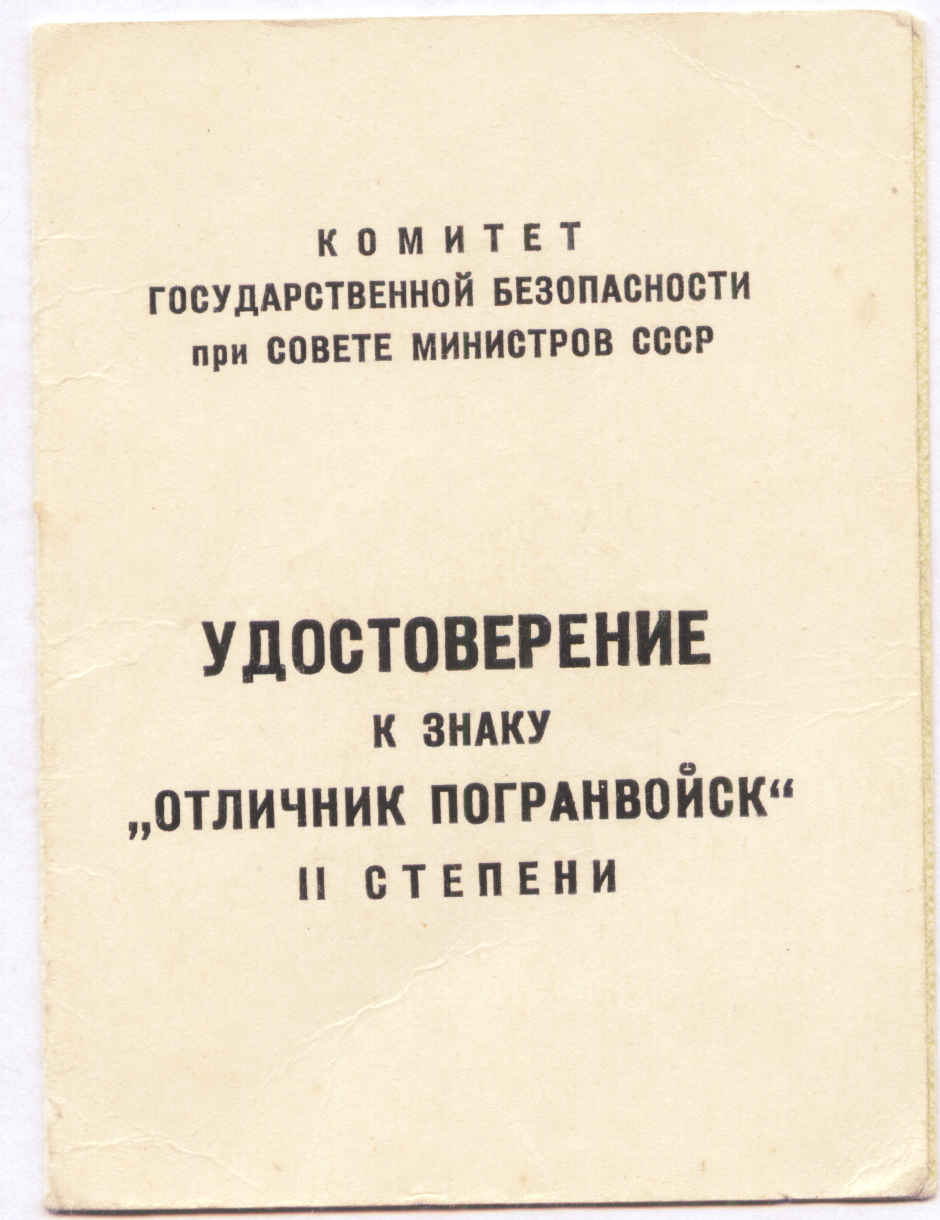 КОМИТЕТ
ГОСУДАРСТВЕННОЙ БЕЗОПАСНОСТИ
при СОВЕТЕ МИНИСТРОВ СССР
УДОСТОВЕРЕНИЕ
К ЗНАКУ
„ОТЛИЧНИК ПОГРАНВОЙСК“
II СТЕПЕНИ